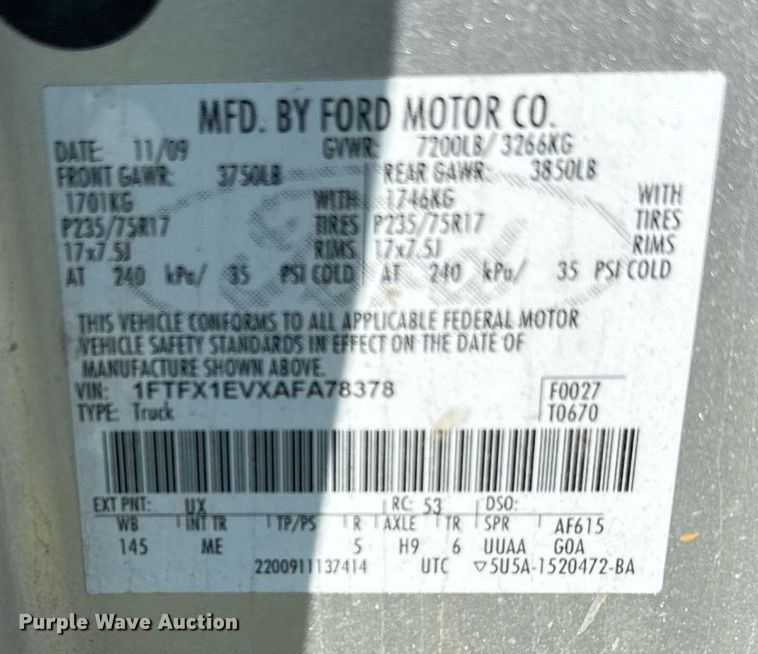 MFD. BY FORD MOTOR CO.
DATE: 11/09 GVWR: 7200LB/ 3266KG
FRONT GAWR: 3750LB REAR GAWR: 3850LB
1701KG WITH 1746KG WITH
P235/75R17 TIRES P235/75R17 TIRES
17x7.5J RIMS 17x7.5J RIMS
AT 240 kPa/ 35 PSI COLD AT 240 kPa/ 35 PSI COLD
THIS VEHICLE CONFORMS TO ALL APPLICABLE FEDERAL MOTOR
VEHICLE SAFETY STANDARDS IN EFFECT ON THE DATE OF
MANUFACTURE SHOWN ABOVE.
VIN: 1FTFX1EVXAFA78378 F0027
TYPE: Truck T0670
EXT PNT: UX RC: 53 DSO:
WB INT TR TP/PS R AXLE TR SPR AF615
145 ME 5 H9 6 UUAA GOA
2200911137414 UTC ▽5U5A-1520472-BA
Purple Wave Auction